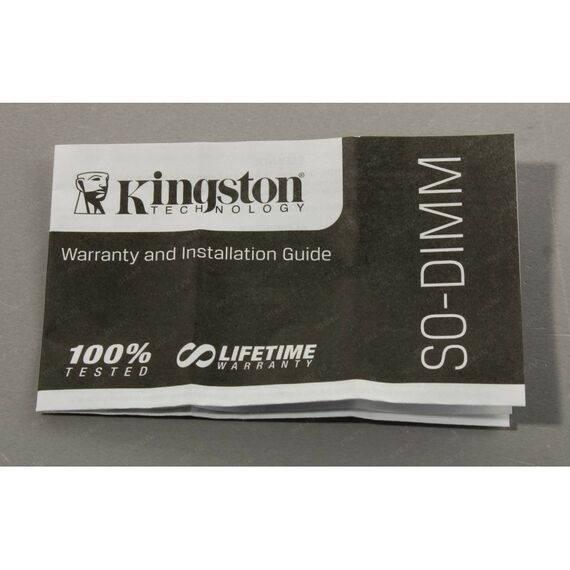 Kingston®
TECHNOLOGY
Warranty and Installation Guide
100%
TESTED
LIFETIME
WARRANTY
SO-DIMM